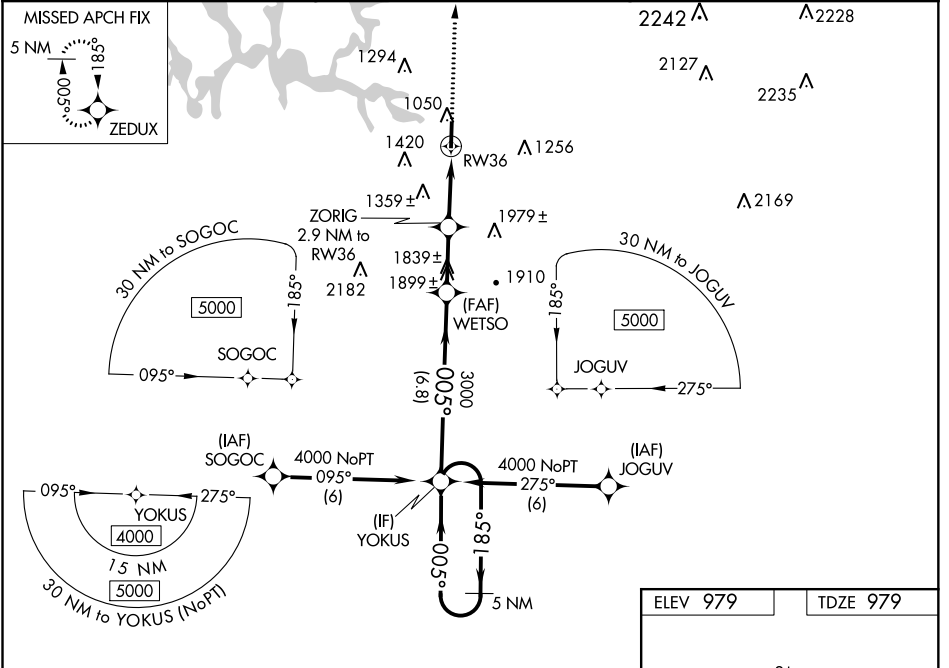 MISSED APCH FIX
5 NM
185°
005°
ZEDUX
2242
2228
1294
2127
2235
1050
1420
RW36
1256
1359±
2169
ZORIG
2.9 NM to
RW36
1979±
1839±
2182
1899±
1910
(FAF)
WETSO
30 NM to SOGOC
5000
185°
SOGOC
095°
30 NM to JOGUV
5000
185°
JOGUV
275°
3000
005°
(6.8)
(IAF)
SOGOC
4000 NoPT
095°
(6)
4000 NoPT
275°
(6)
(IAF)
JOGUV
(IF)
YOKUS
005°
185°
5 NM
095°
275°
YOKUS
4000
15 NM
5000
30 NM to YOKUS (NoPT)
ELEV 979
TDZE 979